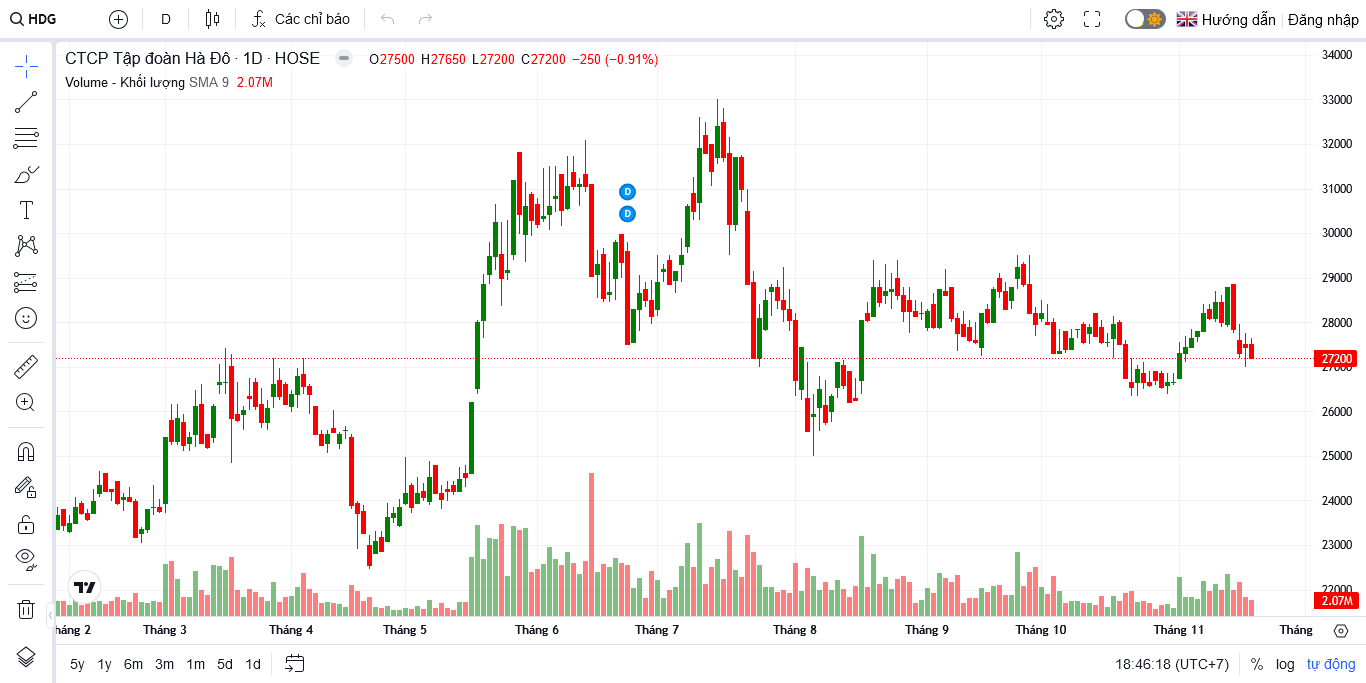 HDG D Các chỉ báo Hướng dẫn Đăng nhập
CTCP Tập đoàn Hà Đô · 1D · HOSE O27500 H27650 L27200 C27200 −250 (−0.91%)
Volume - Khối lượng SMA 9 2.07M
34000
33000
32000
31000
D
D
30000
29000
28000
27200
27000
26000
25000
24000
23000
22000
2.07M
háng 2 Tháng 3 Tháng 4 Tháng 5 Tháng 6 Tháng 7 Tháng 8 Tháng 9 Tháng 10 Tháng 11 Tháng
5y 1y 6m 3m 1m 5d 1d 18:46:18 (UTC+7) % log tự động